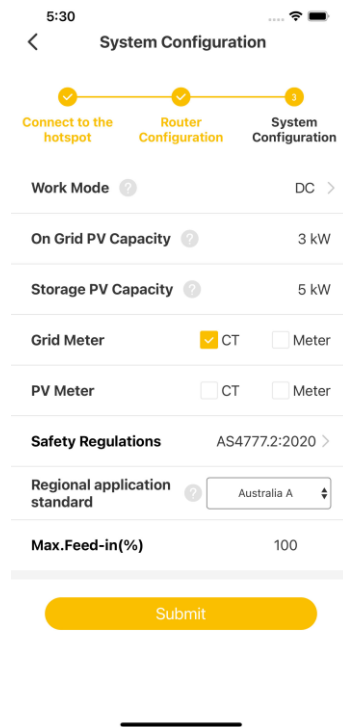 5:30
System Configuration
3
Connect to the Router System
hotspot Configuration Configuration
Work Mode ? DC >
On Grid PV Capacity ? 3 kW
Storage PV Capacity ? 5 kW
Grid Meter CT Meter
PV Meter CT Meter
Safety Regulations AS4777.2:2020 >
Regional application
standard ? Australia A
Max.Feed-in(%) 100
Submit